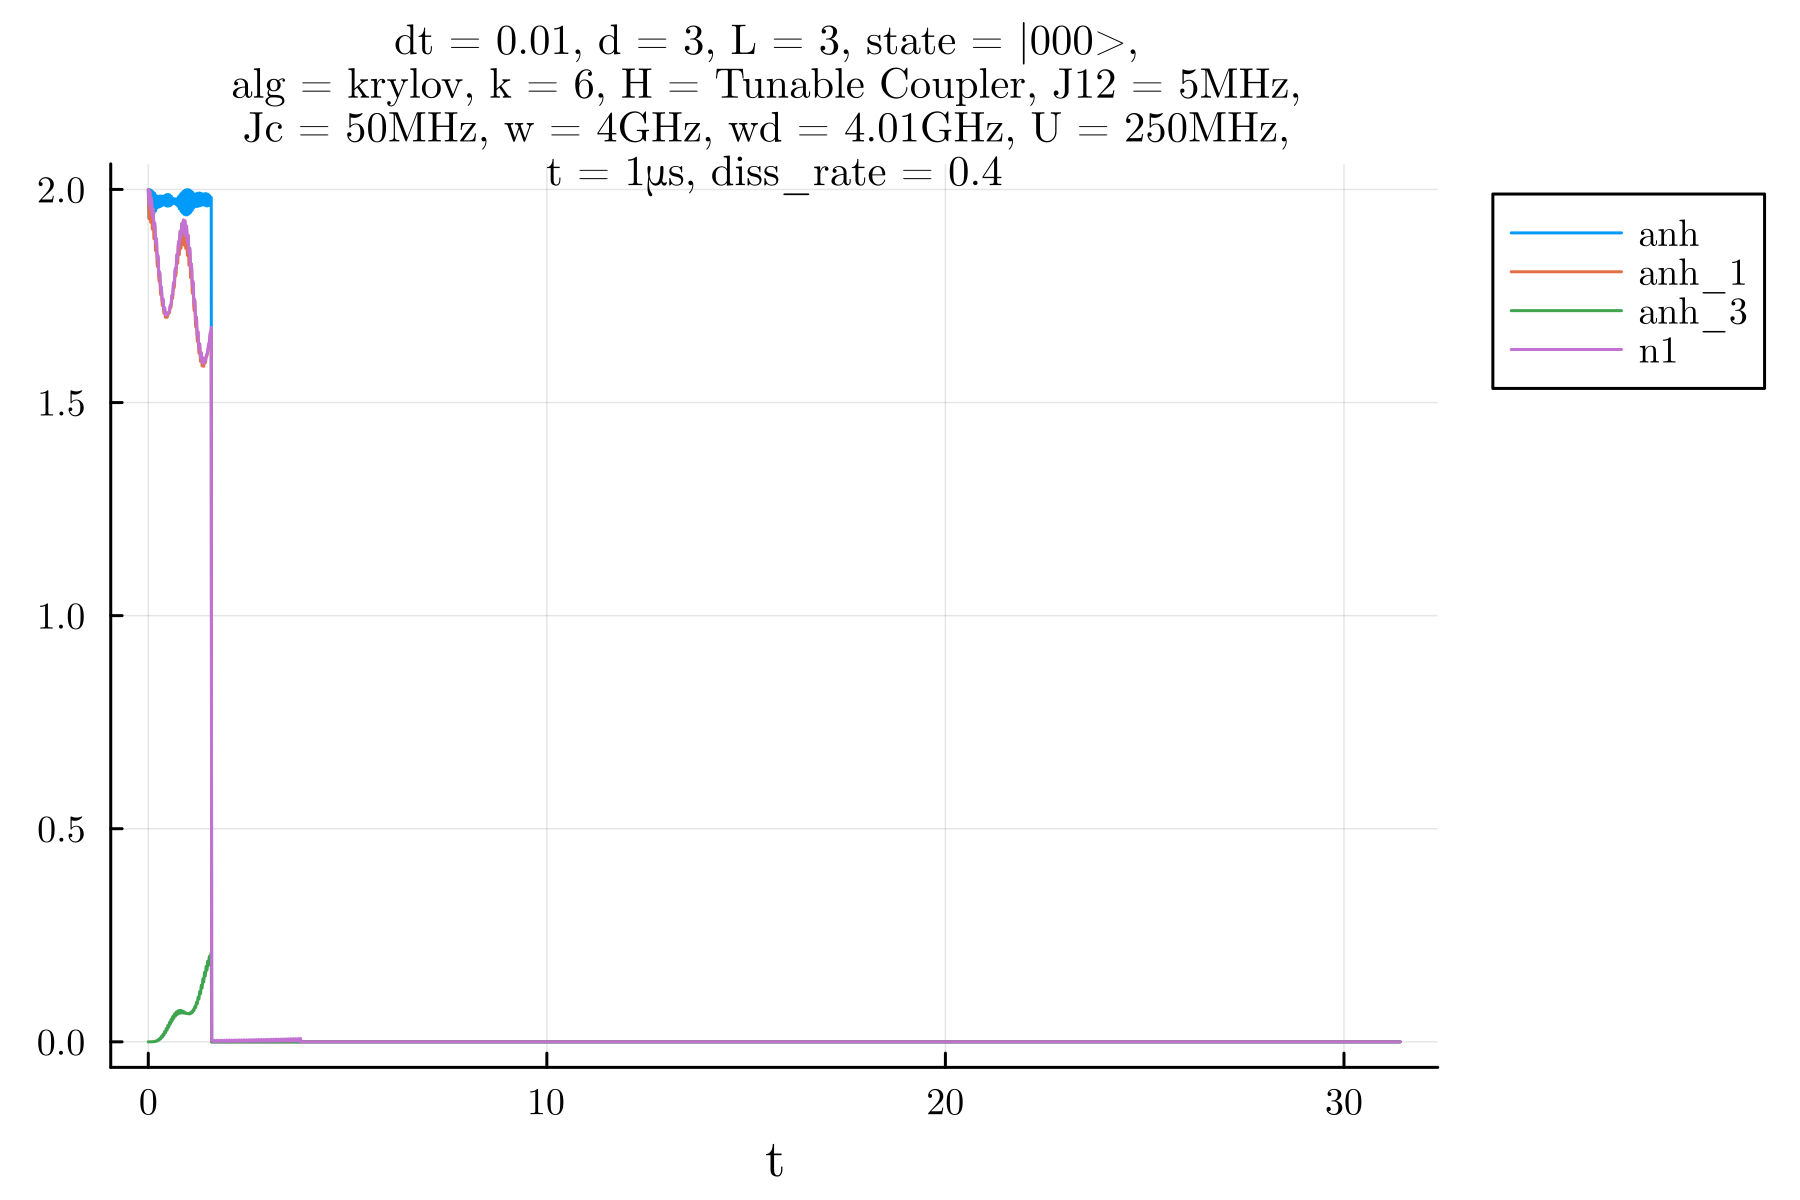 dt = 0.01, d = 3, L = 3, state = |000>,
alg = krylov, k = 6, H = Tunable Coupler, J12 = 5MHz,
Jc = 50MHz, w = 4GHz, wd = 4.01GHz, U = 250MHz,
t = 1μs, diss_rate = 0.4
2.0
1.5
1.0
0.5
0.0
0 10 20 30
t
anh
anh_1
anh_3
n1